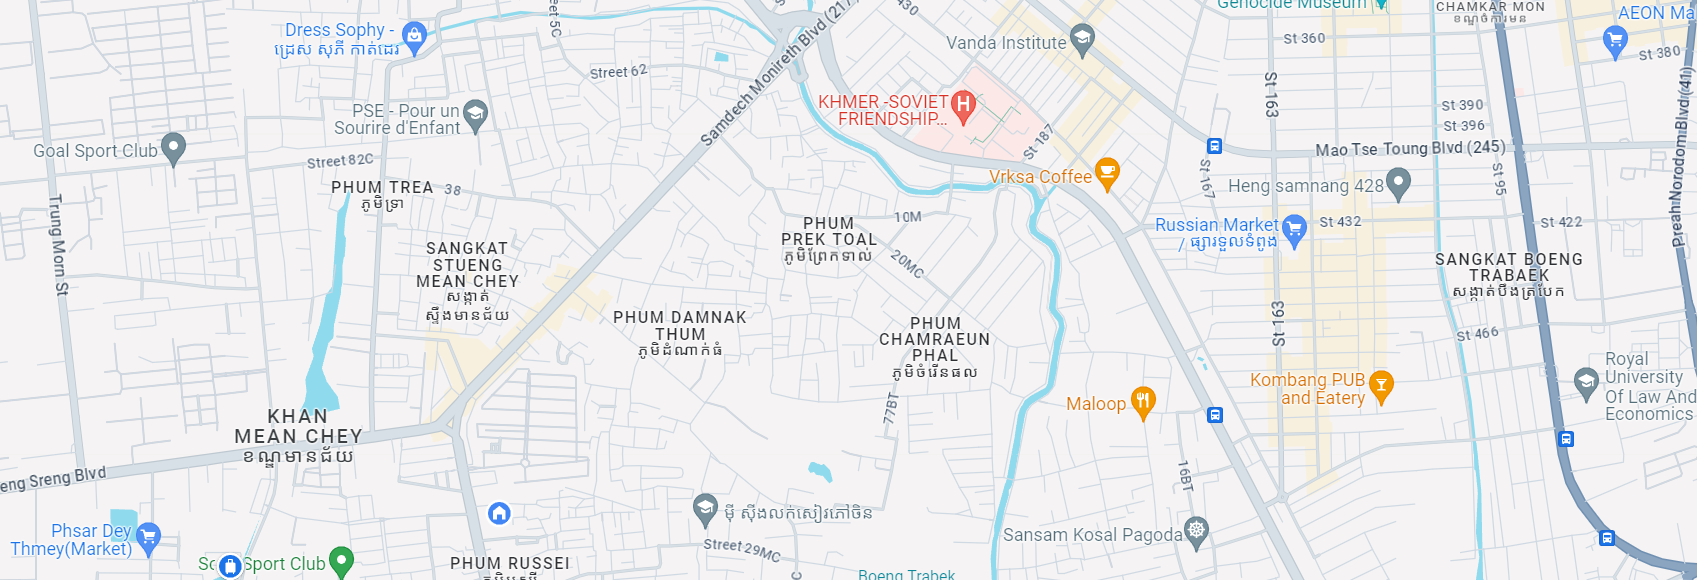 Genocide Museum
CHAMKAR MON
ខណ្ឌចំការមន
AEON Ma
Street 5C
Samdech Monireth Blvd (217)
430
Dress Sophy -
ដ្រេស សុភី កាត់ដេរ
Vanda Institute
St 360
St 380
Street 62
St 163
PSE - Pour un
Sourire d'Enfant
KHMER -SOVIET
FRIENDSHIP...
St 390
St 396
Preah Norodom Blvd (41)
Goal Sport Club
Street 82C
St 187
Mao Tse Toung Blvd (245)
PHUM TREA
ភូមិទ្រា
38
Vrksa Coffee
St 167
Heng samnang 428
St 95
Trung Morn St
10M
PHUM
PREK TOAL
ភូមិព្រែកទាល់
20MC
Russian Market
/ ផ្សារទួលទំពូង
St 432
St 422
SANGKAT
STUENG
MEAN CHEY
សង្កាត់
ស្ទឹងមានជ័យ
SANGKAT BOENG
TRABAEK
សង្កាត់បឹងត្របែក
PHUM DAMNAK
THUM
ភូមិដំណាក់ធំ
PHUM
CHAMRAEUN
PHAL
ភូមិចំរើនផល
St 163
St 466
Royal
University
Of Law And
Economics
Kombang PUB
and Eatery
Maloop
77BT
KHAN
MEAN CHEY
ខណ្ឌមានជ័យ
eng Sreng Blvd
16BT
ម៉ី ស៊ីងលក់សៀវភៅចិន
Phsar Dey
Thmey(Market)
Sansam Kosal Pagoda
Street 29MC
Sport Club
PHUM RUSSEI
ភូមិឫស្សី
Boeng Trabek